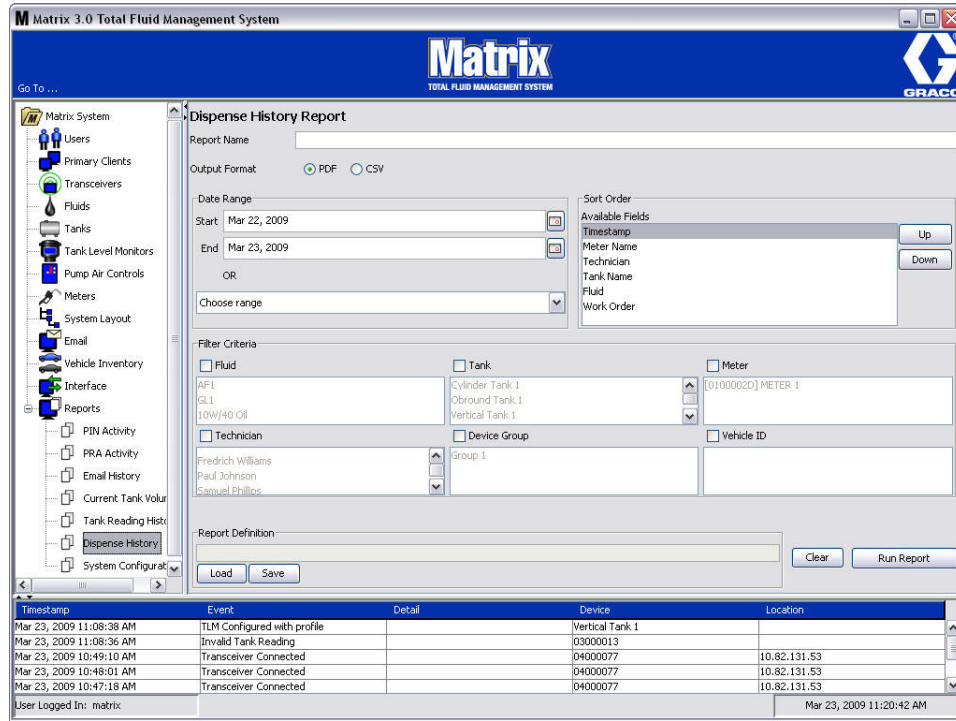 Matrix 3.0 Total Fluid Management System
Matrix
TOTAL FLUID MANAGEMENT SYSTEM
GRACO
Go To ...
Matrix System
Users
Primary Clients
Transceivers
Fluids
Tanks
Tank Level Monitors
Pump Air Controls
Meters
System Layout
Email
Vehicle Inventory
Interface
Reports
PIN Activity
PRA Activity
Email History
Current Tank Volur
Tank Reading Histo
Dispense History
System Configurat
Dispense History Report
Report Name
Output Format PDF CSV
Date Range
Start Mar 22, 2009
End Mar 23, 2009
OR
Choose range
Sort Order
Available Fields
Timestamp
Meter Name
Technician
Tank Name
Fluid
Work Order
Up
Down
Filter Criteria
Fluid
AF1
GL1
10W/40 Oil
Tank
Cylinder Tank 1
Obround Tank 1
Vertical Tank 1
Meter
[0100002D] METER 1
Technician
Fredrich Williams
Paul Johnson
Samuel Phillips
Device Group
Group 1
Vehicle ID
Report Definition
Load Save
Clear Run Report
Timestamp Event Detail Device Location
Mar 23, 2009 11:08:38 AM TLM Configured with profile Vertical Tank 1
Mar 23, 2009 11:08:36 AM Invalid Tank Reading 03000013
Mar 23, 2009 10:49:10 AM Transceiver Connected 04000077 10.82.131.53
Mar 23, 2009 10:48:01 AM Transceiver Connected 04000077 10.82.131.53
Mar 23, 2009 10:47:18 AM Transceiver Connected 04000077 10.82.131.53
User Logged In: matrix Mar 23, 2009 11:20:42 AM